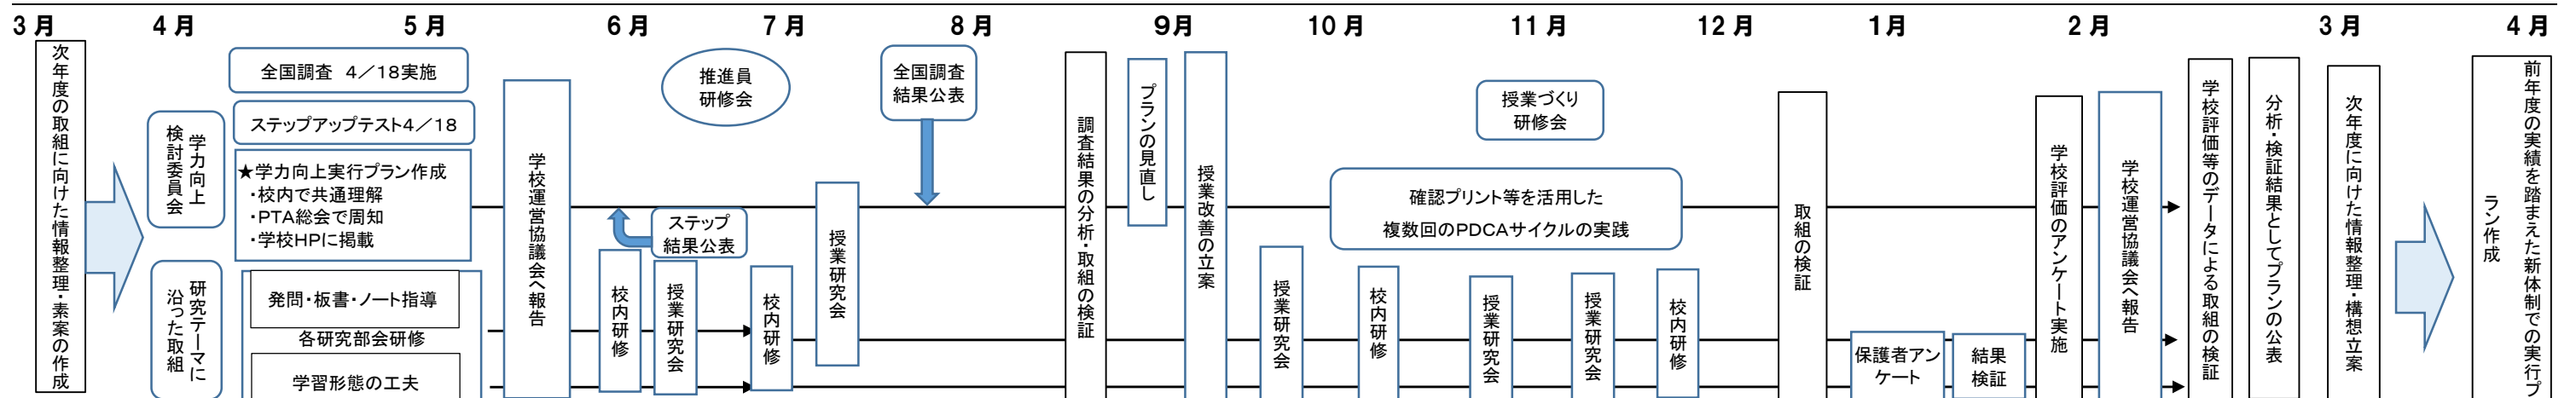 3月 4月 5月 6月 7月 8月 9月 10月 11月 12月 1月 2月 3月 4月
次年度の取組に向けた情報整理・素案の作成
学力向上
検討委員会
研究テーマに
沿った取組
全国調査 4/18実施
ステップアップテスト4/18
★学力向上実行プラン作成
・校内で共通理解
・PTA総会で周知
・学校HPに掲載
発問・板書・ノート指導
各研究部会研修
学習形態の工夫
学校運営協議会へ報告
校内研修
ステップ
結果公表
授業研究会
推進員
研修会
校内研修
授業研究会
全国調査
結果公表
調査結果の分析・取組の検証
プランの見直し
授業改善の立案
授業研究会
確認プリント等を活用した
複数回のPDCAサイクルの実践
校内研修
授業づくり
研修会
授業研究会
授業研究会
校内研修
取組の検証
保護者アン
ケート
結果
検証
学校評価のアンケート実施
学校運営協議会へ報告
学校評価等のデータによる取組の検証
分析・検証結果としてプランの公表
次年度に向けた情報整理・構想立案
前年度の実績を踏まえた新体制での実行プ
ラン作成